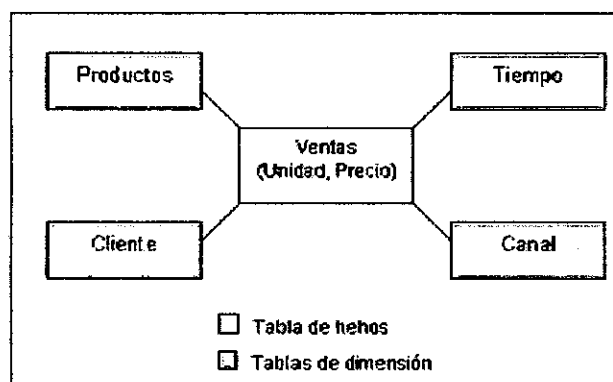 Productos
Tiempo
Ventas
(Unidad, Precio)
Cliente
Canal
Tabla de hehos
Tablas de dimensión